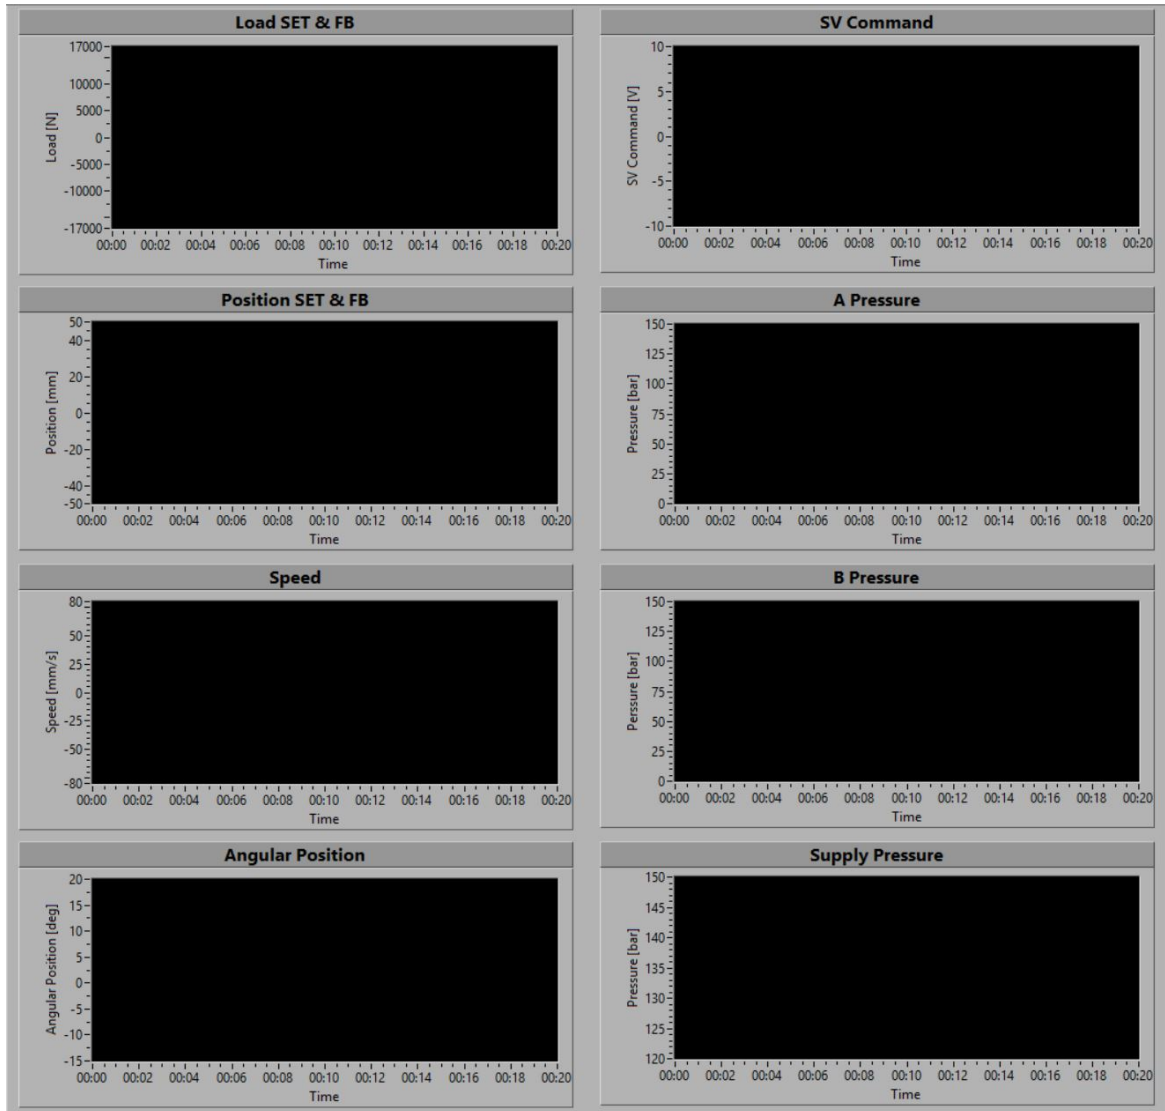 Load SET & FB
17000
10000
5000
0
-5000
-10000
-17000
Load [N]
00:00 00:02 00:04 00:06 00:08 00:10 00:12 00:14 00:16 00:18 00:20
Time
SV Command
10
5
0
-5
-10
SV Command [V]
00:00 00:02 00:04 00:06 00:08 00:10 00:12 00:14 00:16 00:18 00:20
Time
Position SET & FB
50
40
20
0
-20
-40
-50
Position [mm]
00:00 00:02 00:04 00:06 00:08 00:10 00:12 00:14 00:16 00:18 00:20
Time
A Pressure
150
125
100
75
50
25
0
Pressure [bar]
00:00 00:02 00:04 00:06 00:08 00:10 00:12 00:14 00:16 00:18 00:20
Time
Speed
80
50
25
0
-25
-50
-80
Speed [mm/s]
00:00 00:02 00:04 00:06 00:08 00:10 00:12 00:14 00:16 00:18 00:20
Time
B Pressure
150
125
100
75
50
25
0
Perssure [bar]
00:00 00:02 00:04 00:06 00:08 00:10 00:12 00:14 00:16 00:18 00:20
Time
Angular Position
20
15
10
5
0
-5
-10
-15
Angular Position [deg]
00:00 00:02 00:04 00:06 00:08 00:10 00:12 00:14 00:16 00:18 00:20
Time
Supply Pressure
150
145
140
135
130
125
120
Pressure [bar]
00:00 00:02 00:04 00:06 00:08 00:10 00:12 00:14 00:16 00:18 00:20
Time